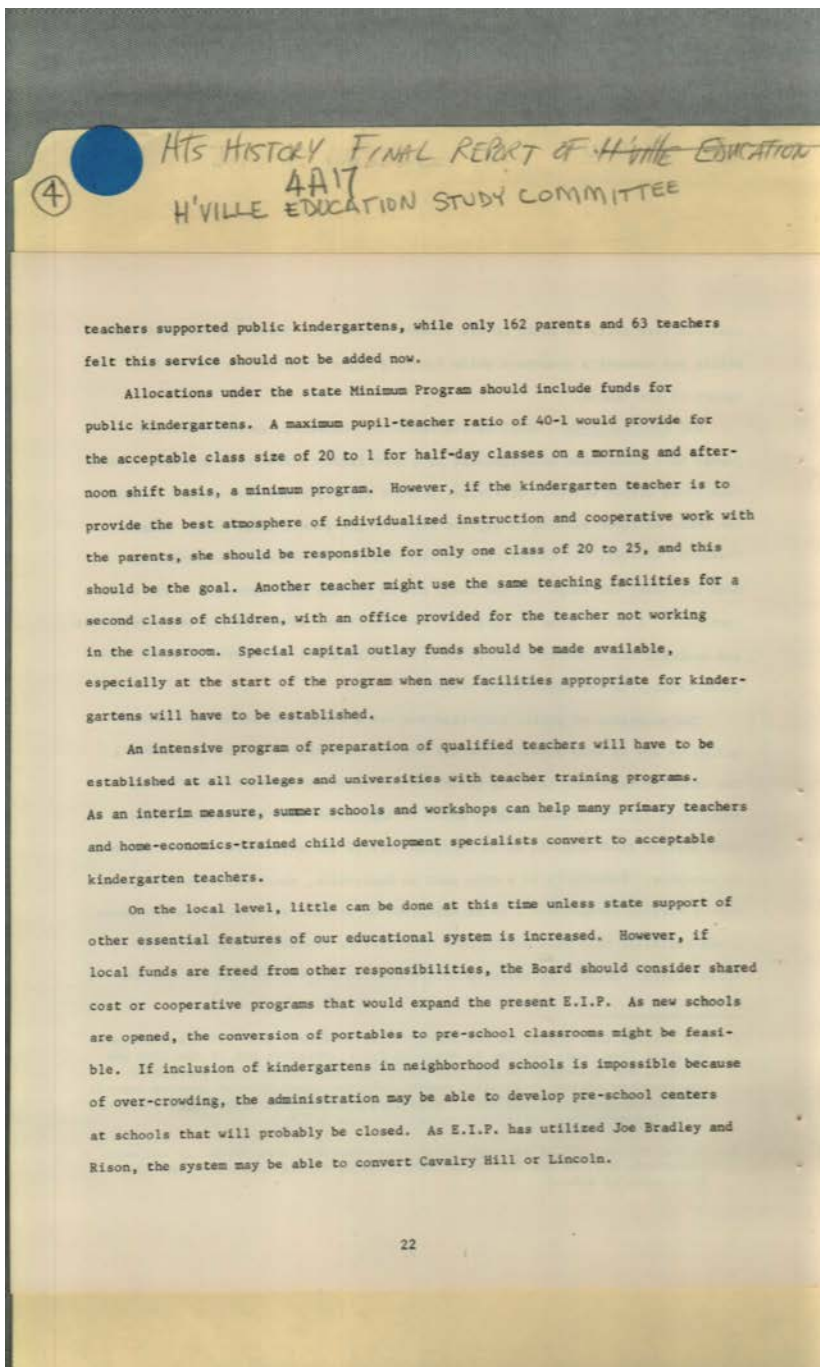 HTS HISTORY FINAL REPORT OF H'ville EDUCATION
4A17
④
H'VILLE EDUCATION STUDY COMMITTEE
teachers supported public kindergartens, while only 162 parents and 63 teachers
felt this service should not be added now.
Allocations under the state Minimum Program should include funds for
public kindergartens. A maximum pupil-teacher ratio of 40-1 would provide for
the acceptable class size of 20 to 1 for half-day classes on a morning and after-
noon shift basis, a minimum program. However, if the kindergarten teacher is to
provide the best atmosphere of individualized instruction and cooperative work with
the parents, she should be responsible for only one class of 20 to 25, and this
should be the goal. Another teacher might use the same teaching facilities for a
second class of children, with an office provided for the teacher not working
in the classroom. Special capital outlay funds should be made available,
especially at the start of the program when new facilities appropriate for kinder-
gartens will have to be established.
An intensive program of preparation of qualified teachers will have to be
established at all colleges and universities with teacher training programs.
As an interim measure, summer schools and workshops can help many primary teachers
and home-economics-trained child development specialists convert to acceptable
kindergarten teachers.
On the local level, little can be done at this time unless state support of
other essential features of our educational system is increased. However, if
local funds are freed from other responsibilities, the Board should consider shared
cost or cooperative programs that would expand the present E.I.P. As new schools
are opened, the conversion of portables to pre-school classrooms might be feasi-
ble. If inclusion of kindergartens in neighborhood schools is impossible because
of over-crowding, the administration may be able to develop pre-school centers
at schools that will probably be closed. As E.I.P. has utilized Joe Bradley and
Rison, the system may be able to convert Cavalry Hill or Lincoln.
22